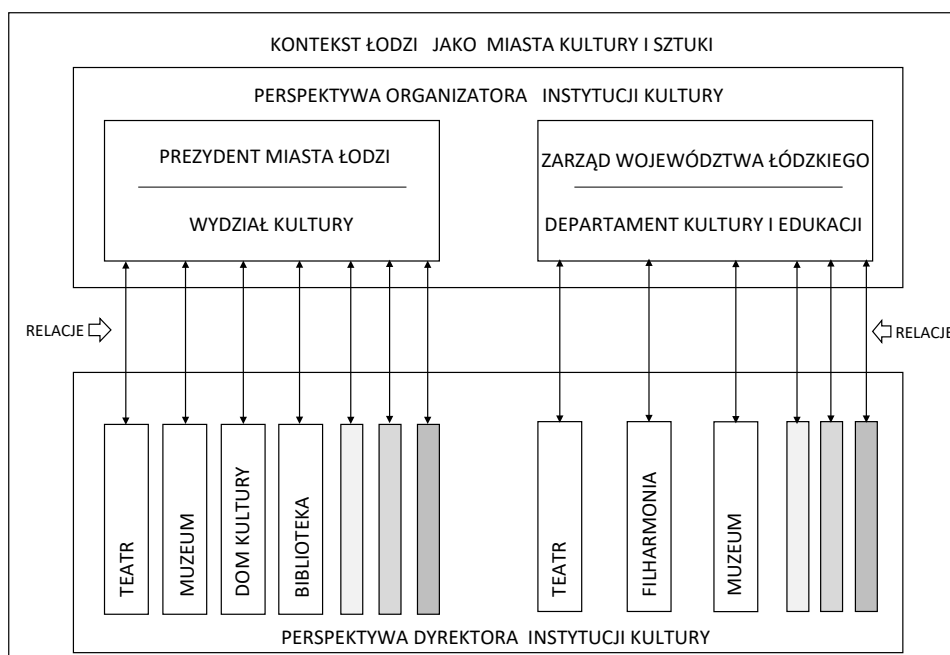 KONTEKST ŁODZI JAKO MIASTA KULTURY I SZTUKI
PERSPEKTYWA ORGANIZATORA INSTYTUCJI KULTURY
PREZYDENT MIASTA ŁODZI
WYDZIAŁ KULTURY
ZARZĄD WOJEWÓDZTWA ŁÓDZKIEGO
DEPARTAMENT KULTURY I EDUKACJI
RELACJE
RELACJE
TEATR
MUZEUM
DOM KULTURY
BIBLIOTEKA
TEATR
FILHARMONIA
MUZEUM
PERSPEKTYWA DYREKTORA INSTYTUCJI KULTURY